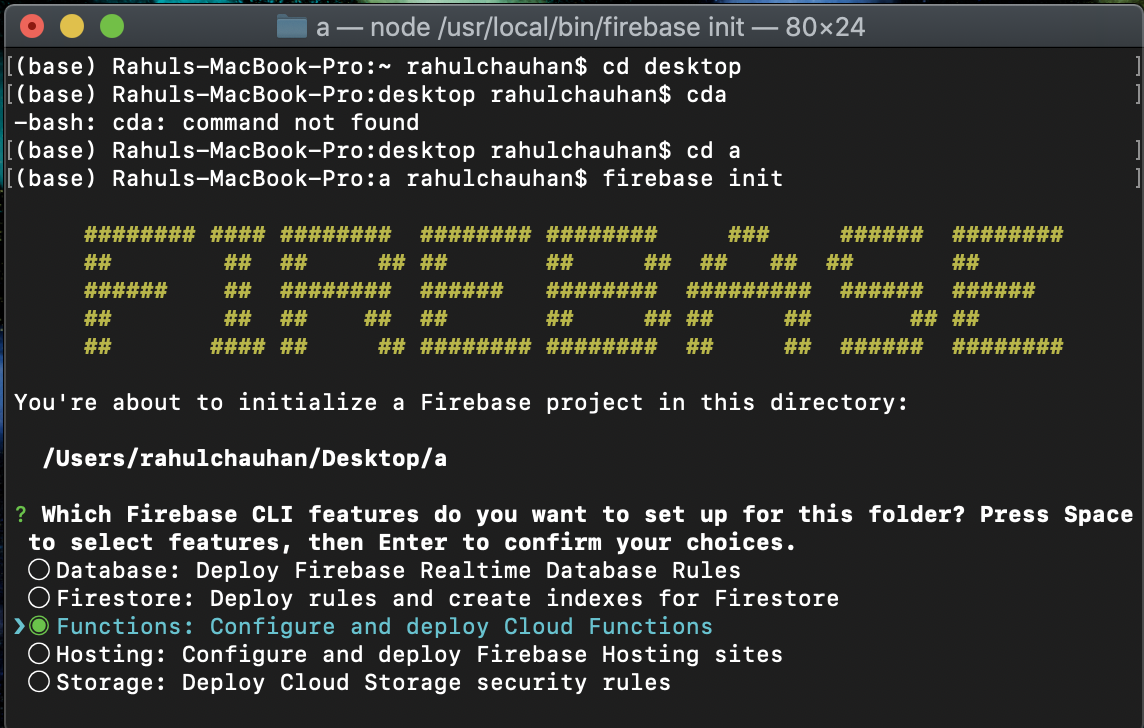 a — node /usr/local/bin/firebase init — 80×24
[(base) Rahuls-MacBook-Pro:~ rahulchauhan$ cd desktop ]
[(base) Rahuls-MacBook-Pro:desktop rahulchauhan$ cda ]
-bash: cda: command not found
[(base) Rahuls-MacBook-Pro:desktop rahulchauhan$ cd a ]
[(base) Rahuls-MacBook-Pro:a rahulchauhan$ firebase init ]
FIREBASE
You're about to initialize a Firebase project in this directory:
/Users/rahulchauhan/Desktop/a
? Which Firebase CLI features do you want to set up for this folder? Press Space
to select features, then Enter to confirm your choices.
◯ Database: Deploy Firebase Realtime Database Rules
◯ Firestore: Deploy rules and create indexes for Firestore
❯◉ Functions: Configure and deploy Cloud Functions
◯ Hosting: Configure and deploy Firebase Hosting sites
◯ Storage: Deploy Cloud Storage security rules